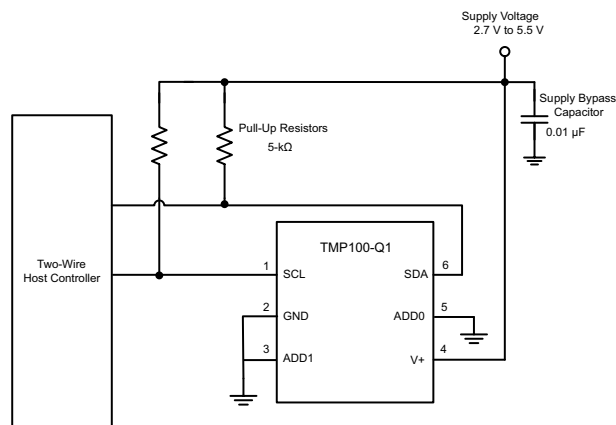 Supply Voltage
2.7 V to 5.5 V
Supply Bypass
Capacitor
0.01 µF
Pull-Up Resistors
5-kΩ
Two-Wire
Host Controller
TMP100-Q1
1
SCL
SDA
6
2
GND
ADD0
5
3
ADD1
V+
4